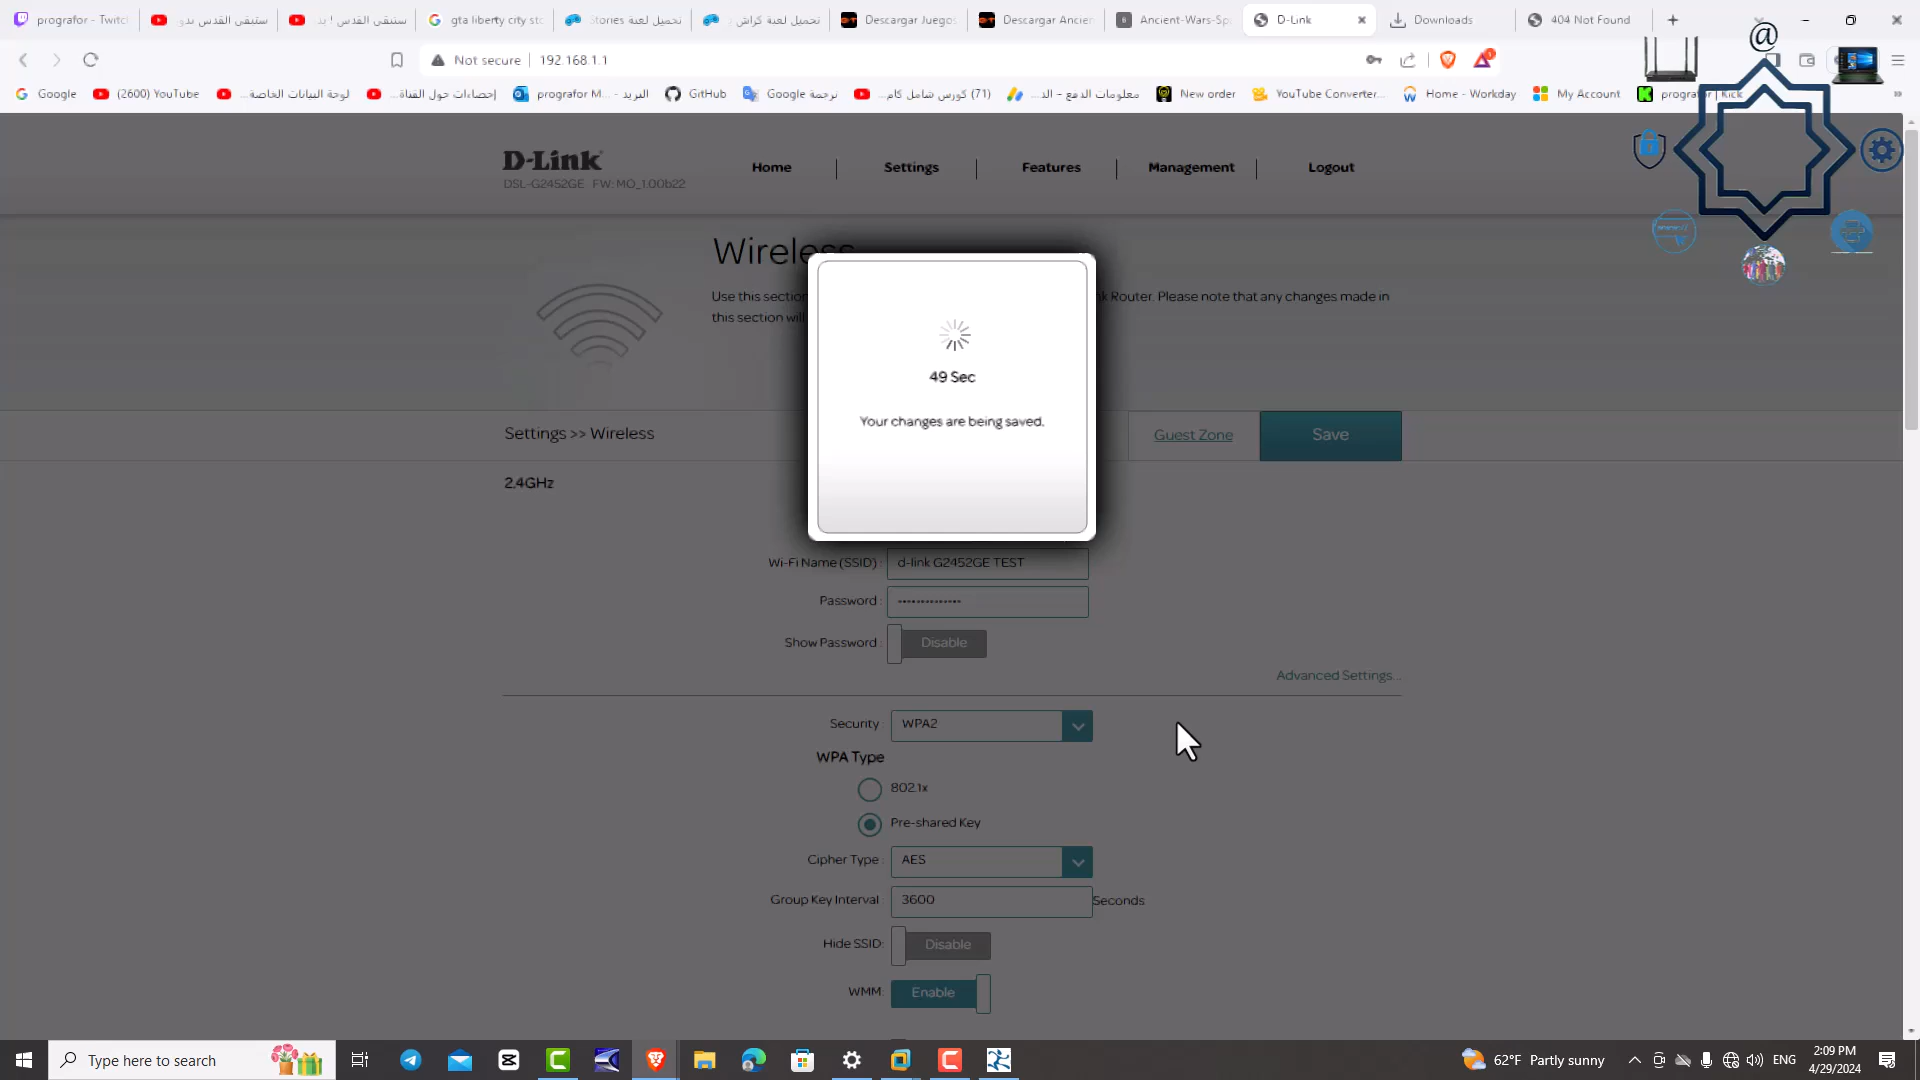 prografor - Twitch
ستبقى القدس بدو
ستبقى القدس ! بد
gta liberty city sto
تحميل لعبة Stories
تحميل لعبة كراش
Descargar Juegos
Descargar Ancien
Ancient-Wars-Sp
D-Link
Downloads
404 Not Found
Not secure
192.168.1.1
Google
(2600) YouTube
لوحة البيانات الخاصة...
إحصاءات حول القناة...
البريد - prografor M...
GitHub
ترجمة Google
(71) كورس شامل كام...
معلومات الدفع - الد...
New order
YouTube Converter...
Home - Workday
My Account
prografor | Kick
@
D-Link
DSL-G2452GE FW: MO_1.00b22
Home
Settings
Features
Management
Logout
Wireless
Use this section
k Router. Please note that any changes made in
this section will
49 Sec
Your changes are being saved.
Settings >> Wireless
Guest Zone
Save
2.4GHz
Wi-Fi Name (SSID) :
d-link G2452GE TEST
Password :
Show Password :
Disable
Advanced Settings...
Security :
WPA2
WPA Type
802.1x
Pre-shared Key
Cipher Type :
AES
Group Key Interval :
3600
Seconds
Hide SSID:
Disable
WMM:
Enable
Type here to search
62°F Partly sunny
ENG
2:09 PM
4/29/2024